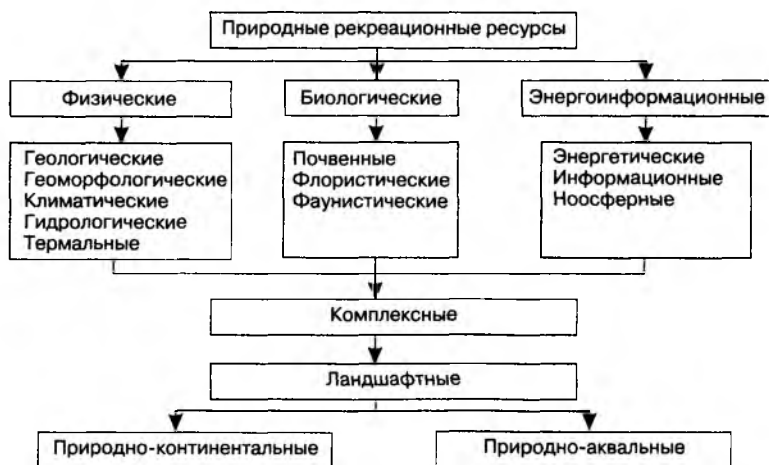 Природные рекреационные ресурсы
Физические
Биологические
Энергоинформационные
Геологические
Геоморфологические
Климатические
Гидрологические
Термальные
Почвенные
Флористические
Фаунистические
Энергетические
Информационные
Ноосферные
Комплексные
Ландшафтные
Природно-континентальные
Природно-аквальные